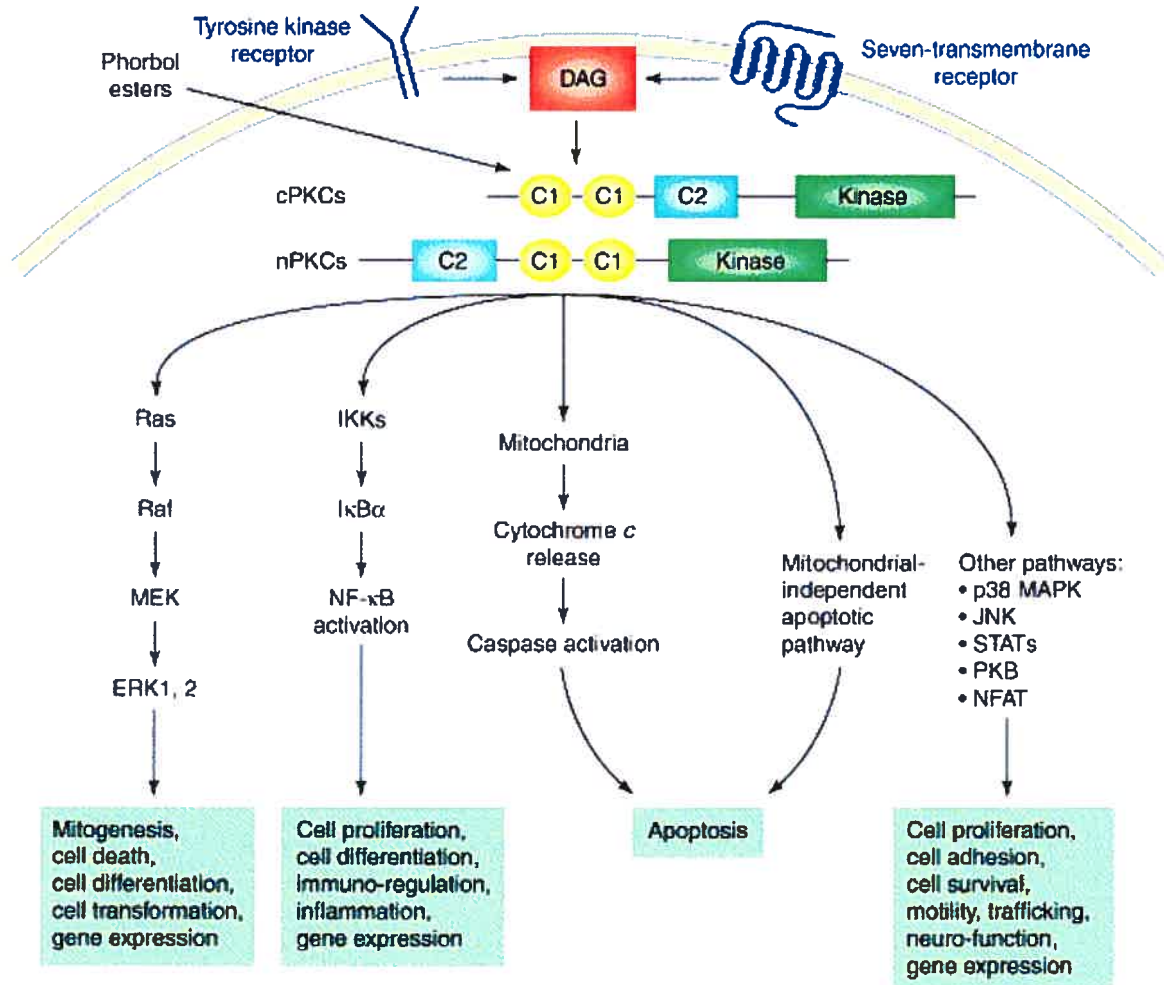 Tyrosine kinase
receptor
Phorbol
esters
DAG
Seven-transmembrane
receptor
cPKCs
C1
C1
C2
Kinase
nPKCs
C2
C1
C1
Kinase
Ras
Raf
MEK
ERK1, 2
IKKs
IκBα
NF-κB
activation
Mitochondria
Cytochrome c
release
Caspase activation
Mitochondrial-
independent
apoptotic
pathway
Other pathways:
• p38 MAPK
• JNK
• STATs
• PKB
• NFAT
Mitogenesis,
cell death,
cell differentiation,
cell transformation,
gene expression
Cell proliferation,
cell differentiation,
immuno-regulation,
inflammation,
gene expression
Apoptosis
Cell proliferation,
cell adhesion,
cell survival,
motility, trafficking,
neuro-function,
gene expression